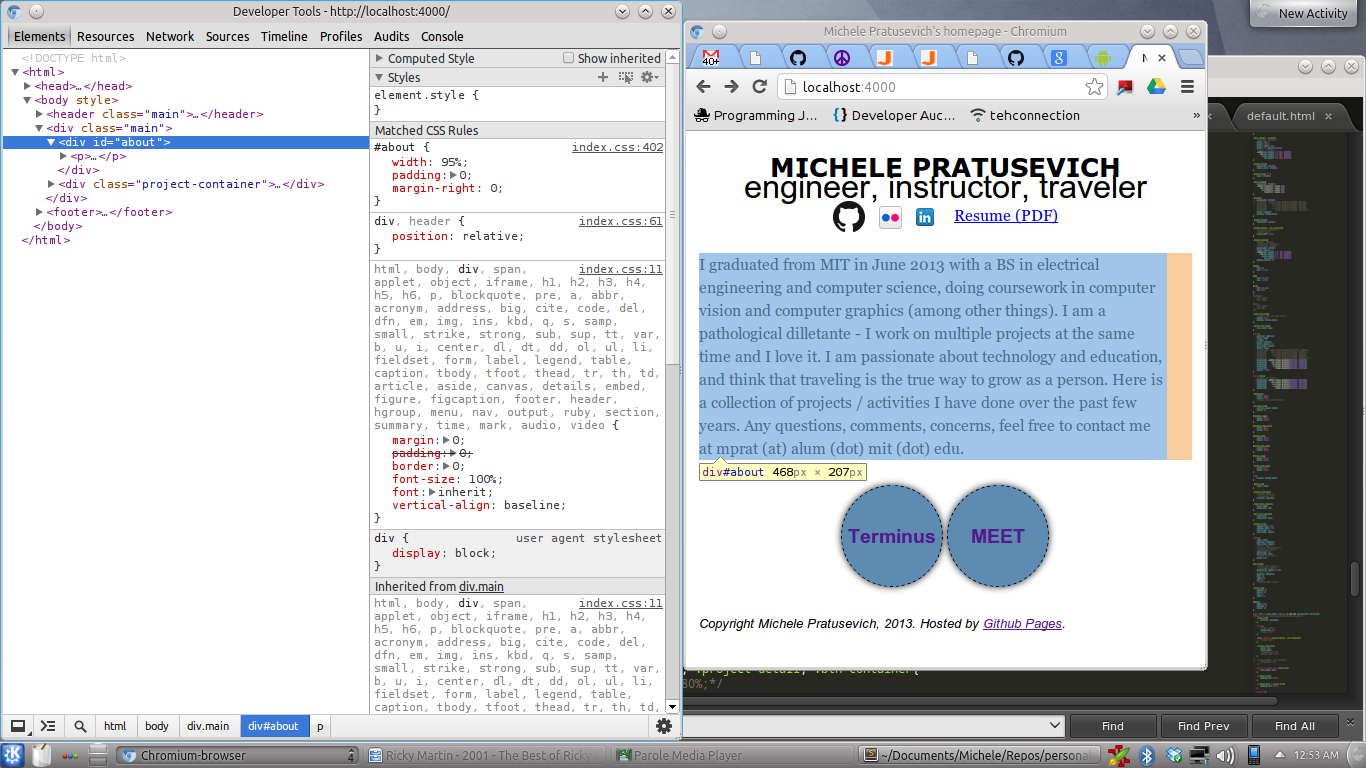 Developer Tools - http://localhost:4000/
Elements Resources Network Sources Timeline Profiles Audits Console
<!DOCTYPE html>
<html>
<head>…</head>
<body style>
<header class="main">…</header>
<div class="main">
<div id="about">
<p>…</p>
</div>
<div class="project-container">…</div>
</div>
<footer>…</footer>
</body>
</html>
Computed Style Show inherited
Styles
element.style {
}
Matched CSS Rules
#about { index.css:402
width: 95%;
padding: 0;
margin-right: 0;
}
div, header { index.css:61
position: relative;
}
html, body, div, span, index.css:11
applet, object, iframe, h1, h2, h3, h4,
h5, h6, p, blockquote, pre, a, abbr,
acronym, address, big, cite, code, del,
dfn, em, img, ins, kbd, q, s, samp,
small, strike, strong, sub, sup, tt, var,
b, u, i, center, dl, dt, dd, ol, ul, li,
fieldset, form, label, legend, table,
caption, tbody, tfoot, thead, tr, th, td,
article, aside, canvas, details, embed,
figure, figcaption, footer, header,
hgroup, menu, nav, output, ruby, section,
summary, time, mark, audio, video {
margin: 0;
padding: 0;
border: 0;
font-size: 100%;
font: inherit;
vertical-align: baseline;
}
div { user agent stylesheet
display: block;
}
Inherited from div.main
html, body, div, span, index.css:11
applet, object, iframe, h1, h2, h3, h4,
h5, h6, p, blockquote, pre, a, abbr,
acronym, address, big, cite, code, del,
dfn, em, img, ins, kbd, q, s, samp,
small, strike, strong, sub, sup, tt, var,
b, u, i, center, dl, dt, dd, ol, ul, li,
fieldset, form, label, legend, table,
caption, tbody, tfoot, thead, tr, th, td,
html body div.main div#about p
New Activity
Michele Pratusevich's homepage - Chromium
40+
localhost:4000
Programming J... Developer Auc... tehconnection »
MICHELE PRATUSEVICH
engineer, instructor, traveler
in Resume (PDF)
I graduated from MIT in June 2013 with a BS in electrical
engineering and computer science, doing coursework in computer
vision and computer graphics (among other things). I am a
pathological dilletante - I work on multiple projects at the same
time and I love it. I am passionate about technology and education,
and think that traveling is the true way to grow as a person. Here is
a collection of projects / activities I have done over the past few
years. Any questions, comments, concerns, feel free to contact me
at mprat (at) alum (dot) mit (dot) edu.
div#about 468px × 207px
Terminus MEET
Copyright Michele Pratusevich, 2013. Hosted by Github Pages.
default.html
80%;*/
Find Find Prev Find All
Chromium-browser 4
Ricky Martin - 2001 - The Best of Ricky
Parole Media Player
~/Documents/Michele/Repos/persona
12:53 AM